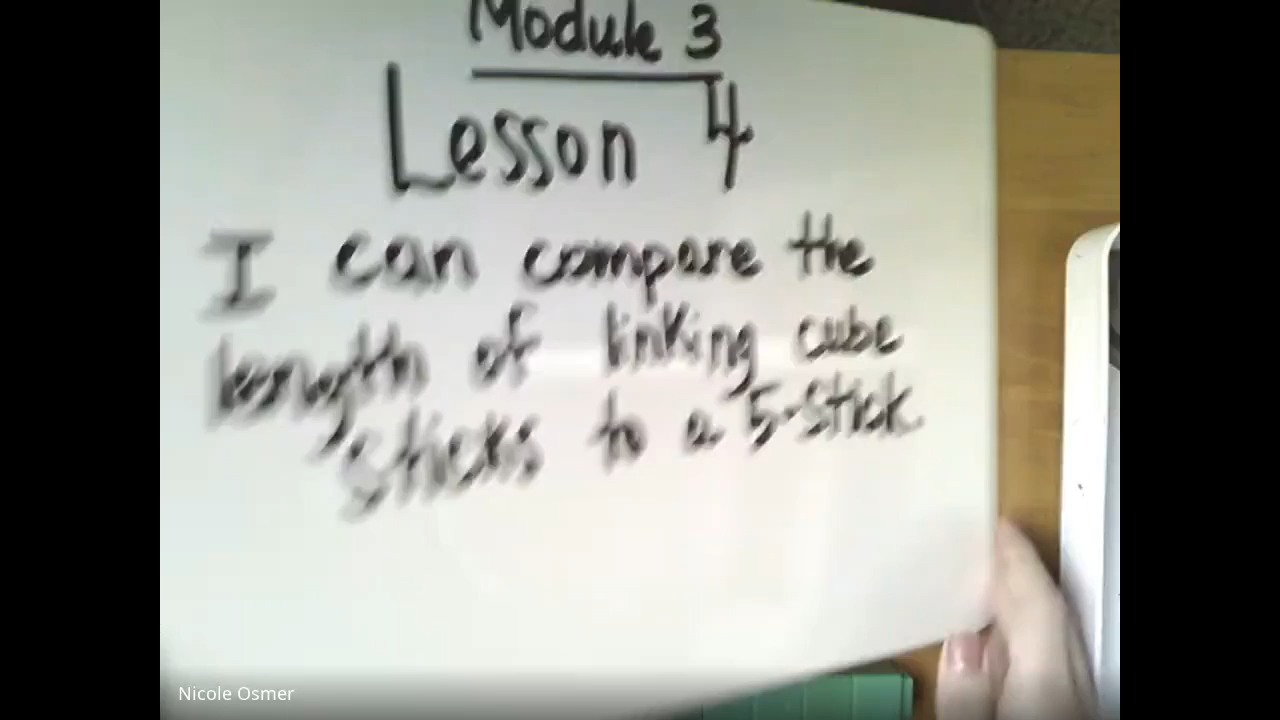 Module 3
Lesson 4
I can compare the
length of linking cube
sticks to a 5-stick.
Nicole Osmer